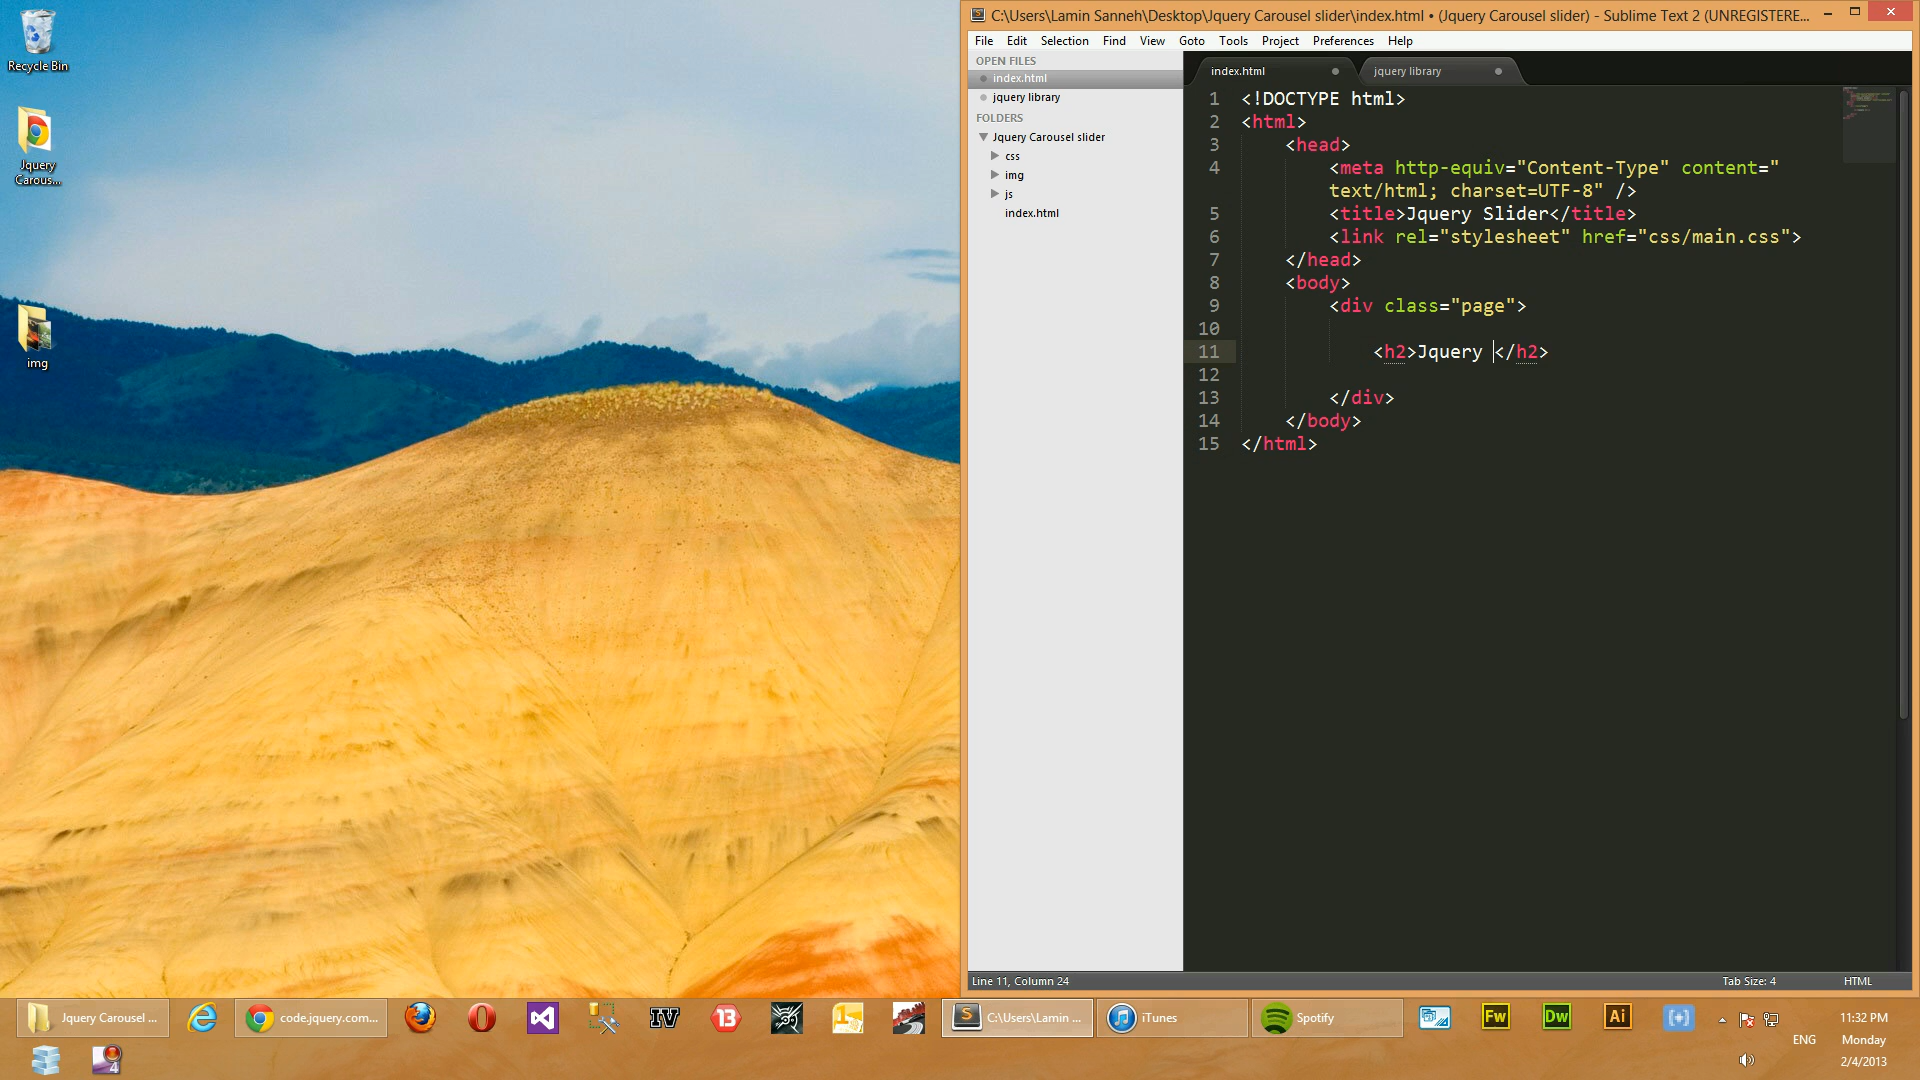 Recycle Bin
Jquery
Carous...
img
C:\Users\Lamin Sanneh\Desktop\Jquery Carousel slider\index.html • (Jquery Carousel slider) - Sublime Text 2 (UNREGISTERE...
File Edit Selection Find View Goto Tools Project Preferences Help
OPEN FILES
index.html
jquery library
FOLDERS
Jquery Carousel slider
css
img
js
index.html
index.html
jquery library
1 <!DOCTYPE html>
2 <html>
3 <head>
4 <meta http-equiv="Content-Type" content="
text/html; charset=UTF-8" />
5 <title>Jquery Slider</title>
6 <link rel="stylesheet" href="css/main.css">
7 </head>
8 <body>
9 <div class="page">
10
11 <h2>Jquery </h2>
12
13 </div>
14 </body>
15 </html>
Line 11, Column 24
Tab Size: 4
HTML
Jquery Carousel ...
code.jquery.com...
IV
13
C:\Users\Lamin ...
iTunes
Spotify
Fw
Dw
Ai
ENG
11:32 PM
Monday
2/4/2013
4